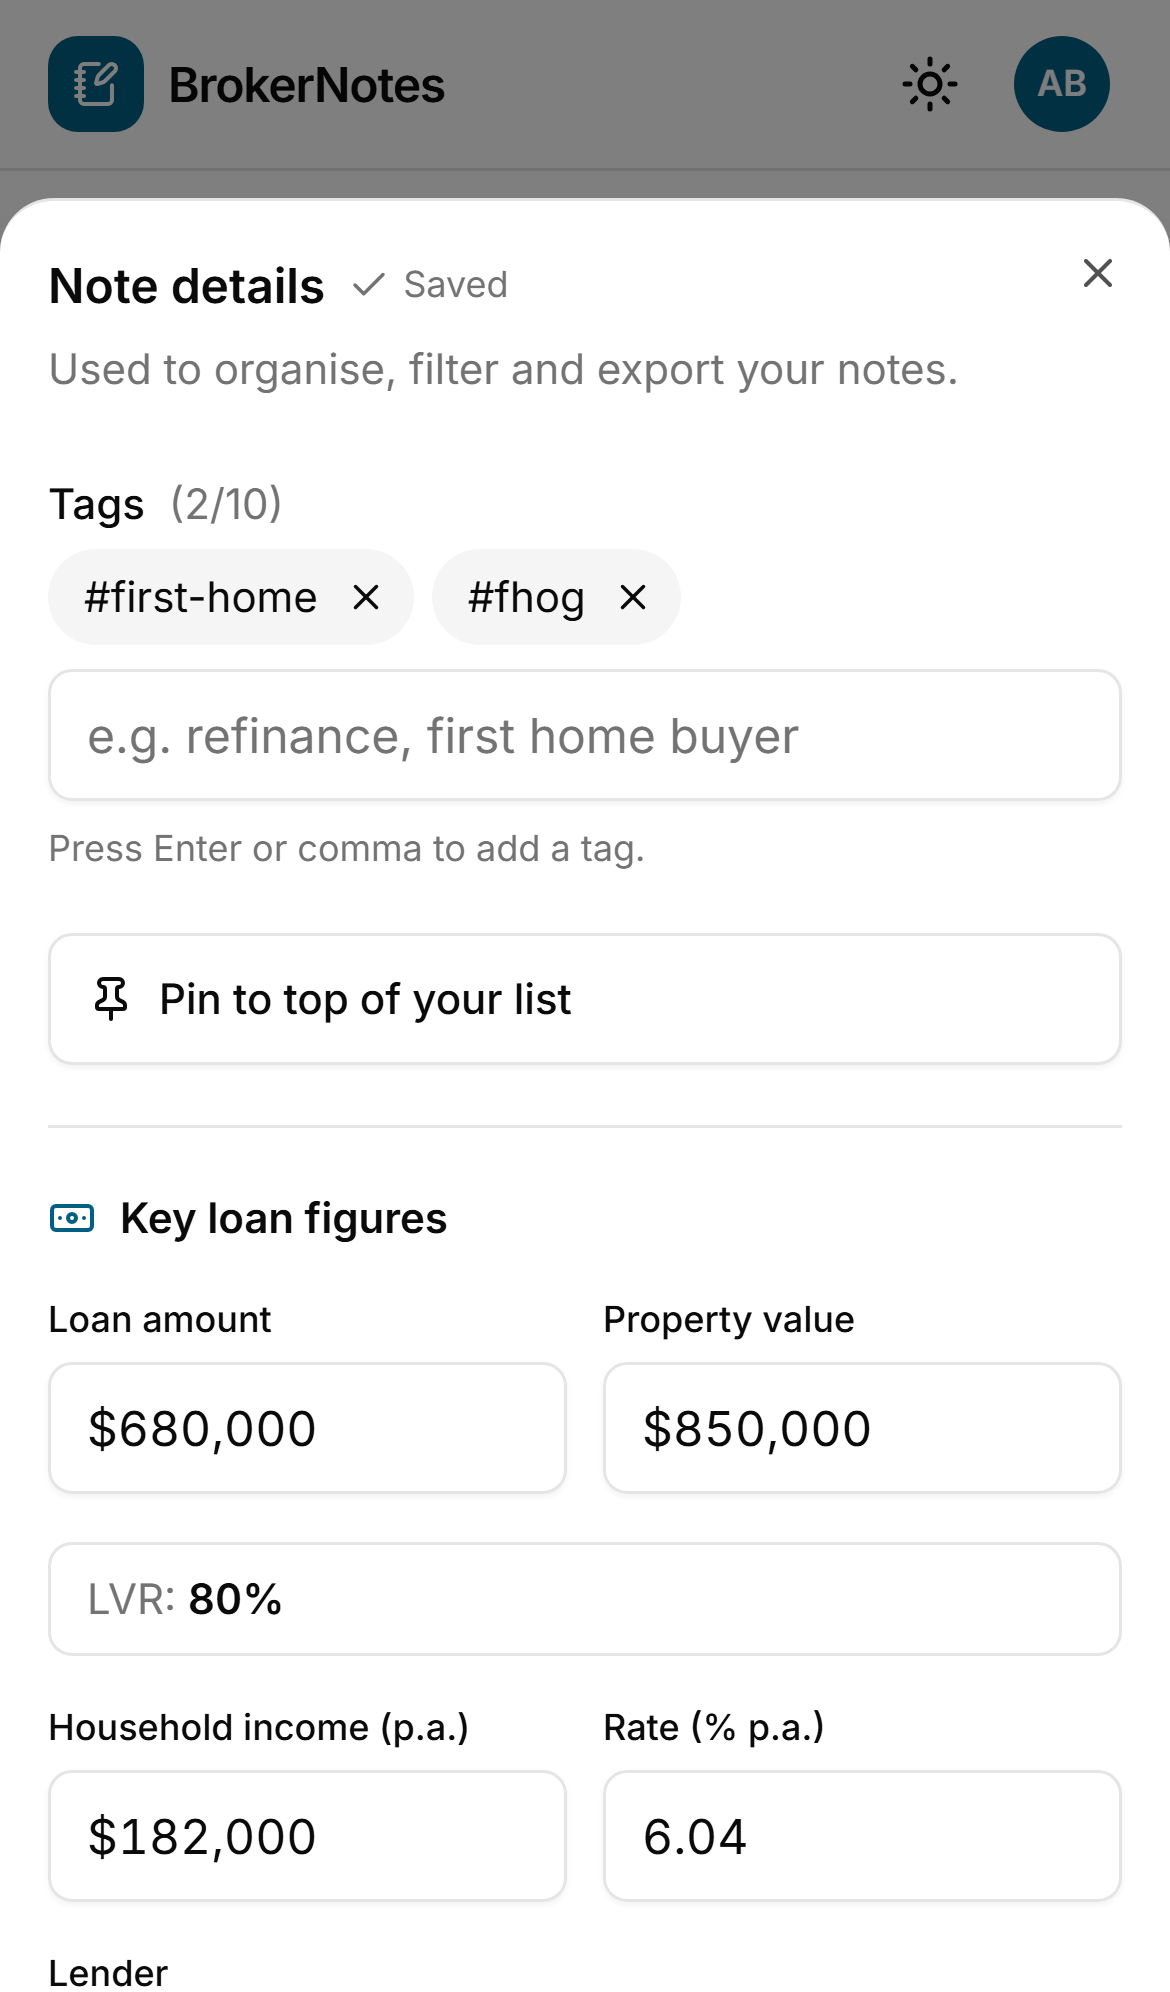 BrokerNotes
AB
Note details Saved
Used to organise, filter and export your notes.
Tags (2/10)
#first-home #fhog
e.g. refinance, first home buyer
Press Enter or comma to add a tag.
Pin to top of your list
Key loan figures
Loan amount Property value
$680,000 $850,000
LVR: 80%
Household income (p.a.) Rate (% p.a.)
$182,000 6.04
Lender